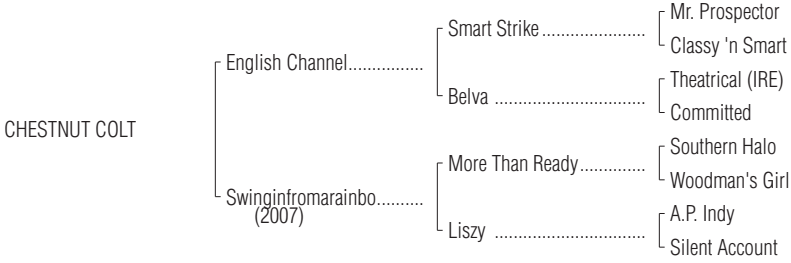 Mr. Prospector
Smart Strike......................
Classy 'n Smart
English Channel................
Theatrical (IRE)
Belva ................................
Committed
CHESTNUT COLT
Southern Halo
More Than Ready..............
Woodman's Girl
Swinginfromarainbo..........
(2007)
A.P. Indy
Liszy ................................
Silent Account